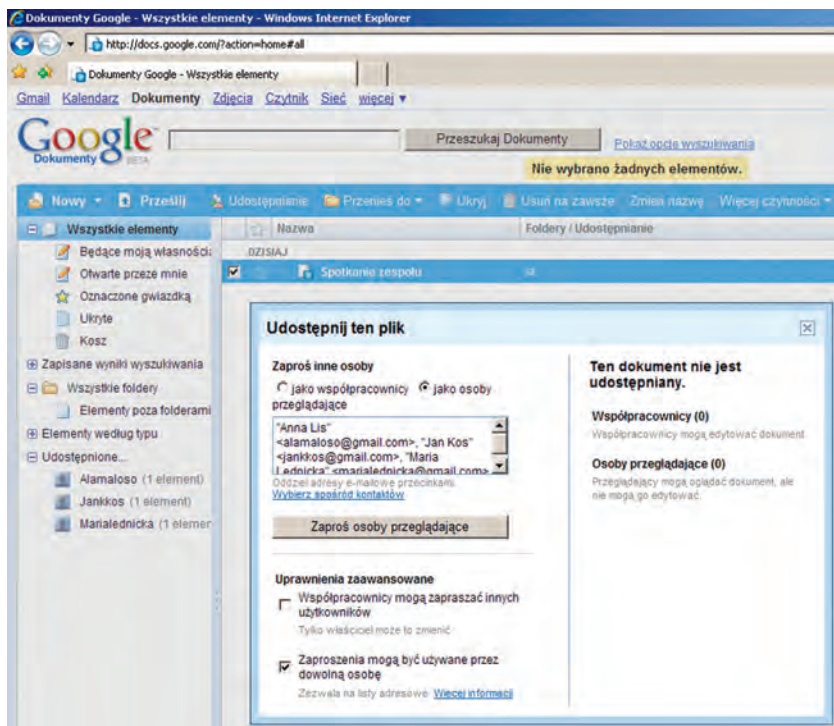 Dokumenty Google - Wszystkie elementy - Windows Internet Explorer
http://docs.google.com/?action=home#all
Dokumenty Google - Wszystkie elementy
Gmail Kalendarz Dokumenty Zdjęcia Czytnik Sieć więcej ▼
Google
Dokumenty BETA
Przeszukaj Dokumenty
Pokaż opcje wyszukiwania
Nie wybrano żadnych elementów.
Nowy Prześlij Udostępnianie Przenieś do Ukryj Usuń na zawsze Zmień nazwę Więcej czynności
Wszystkie elementy
Będące moją własności
Otwarte przeze mnie
Oznaczone gwiazdką
Ukryte
Kosz
Zapisane wyniki wyszukiwania
Wszystkie foldery
Elementy poza folderami
Elementy według typu
Udostępnione...
Alamaloso (1 element)
Jankkos (1 element)
Marialednicka (1 elemen
Nazwa Foldery / Udostępnianie
DZISIAJ
Spotkanie zespołu ja
Udostępnij ten plik
Zaproś inne osoby
jako współpracownicy jako osoby
przeglądające
"Anna Lis"
<alamaloso@gmail.com>, "Jan Kos"
<jankkos@gmail.com>, "Maria
Lednicka" <marialednicka@gmail.com>
Oddziel adresy e-mailowe przecinkami.
Wybierz spośród kontaktów
Zaproś osoby przeglądające
Uprawnienia zaawansowane
Współpracownicy mogą zapraszać innych
użytkowników
Tylko właściciel może to zmienić
Zaproszenia mogą być używane przez
dowolną osobę
Zezwala na listy adresowe Więcej informacji
Ten dokument nie jest
udostępniany.
Współpracownicy (0)
Współpracownicy mogą edytować dokument
Osoby przeglądające (0)
Przeglądający mogą oglądać dokument, ale
nie mogą go edytować.